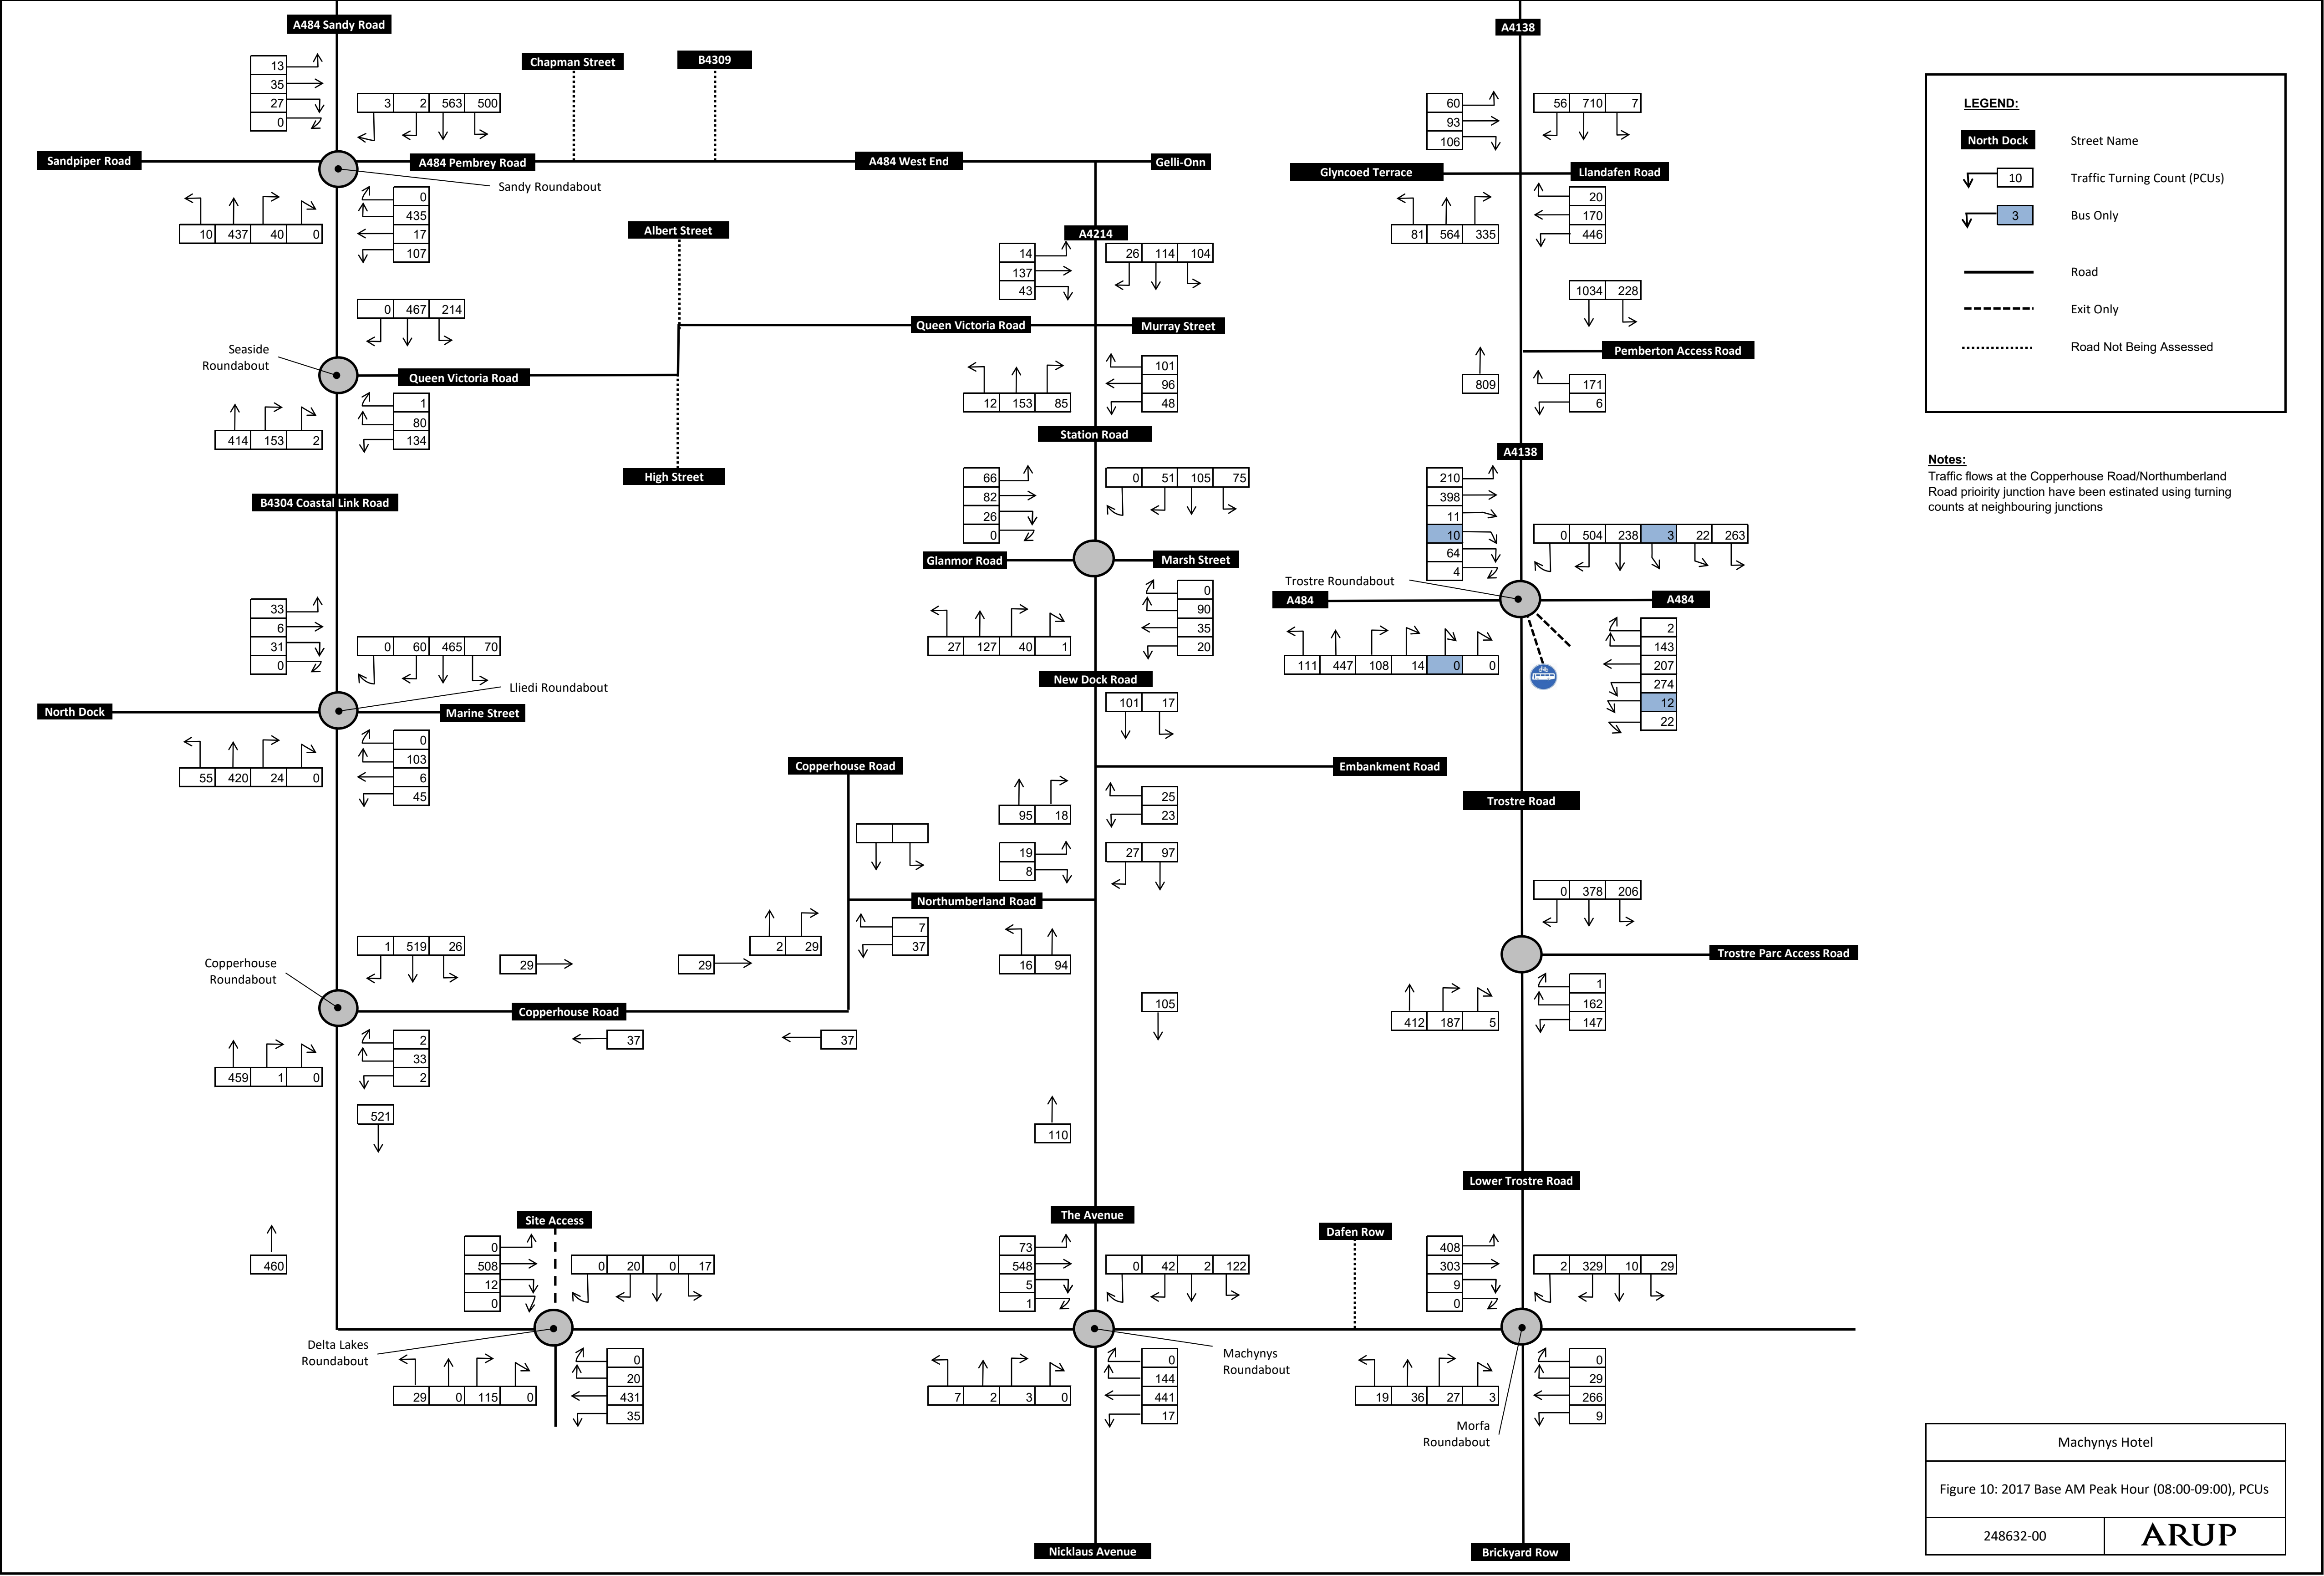 A484 Sandy Road
A4138
Chapman Street
B4309
13
35
27
0
3 2 563 500
60
93
106
56 710 7
LEGEND:
North Dock Street Name
10 Traffic Turning Count (PCUs)
3 Bus Only
Road
Exit Only
Road Not Being Assessed
Sandpiper Road
A484 Pembrey Road
A484 West End
Gelli-Onn
Glyncoed Terrace
Llandafen Road
Sandy Roundabout
10 437 40 0
0
435
17
107
81 564 335
20
170
446
Albert Street
A4214
14
137
43
26 114 104
1034 228
0 467 214
Seaside
Roundabout
Queen Victoria Road
Murray Street
Pemberton Access Road
Queen Victoria Road
809
171
6
12 153 85
101
96
48
414 153 2
1
80
134
Station Road
A4138
High Street
B4304 Coastal Link Road
Notes:
Traffic flows at the Copperhouse Road/Northumberland
Road prioirity junction have been estinated using turning
counts at neighbouring junctions
66
82
26
0
0 51 105 75
210
398
11
10
64
4
0 504 238 3 22 263
Glanmor Road
Marsh Street
Trostre Roundabout
A484
A484
27 127 40 1
0
90
35
20
111 447 108 14 0 0
2
143
207
274
12
22
33
6
31
0
0 60 465 70
Lliedi Roundabout
New Dock Road
101 17
North Dock
Marine Street
55 420 24 0
0
103
6
45
Copperhouse Road
Embankment Road
Trostre Road
95 18
25
23
19
8
27 97
Northumberland Road
0 378 206
2 29
7
37
16 94
1 519 26
29
29
Copperhouse
Roundabout
Trostre Parc Access Road
Copperhouse Road
105
412 187 5
1
162
147
37
37
459 1 0
2
33
2
521
110
Lower Trostre Road
Site Access
The Avenue
Dafen Row
460
0
508
12
0
0 20 0 17
73
548
5
1
0 42 2 122
408
303
9
0
2 329 10 29
Delta Lakes
Roundabout
Machynys
Roundabout
29 0 115 0
0
20
431
35
7 2 3 0
0
144
441
17
19 36 27 3
0
29
266
9
Morfa
Roundabout
Nicklaus Avenue
Brickyard Row
Machynys Hotel
Figure 10: 2017 Base AM Peak Hour (08:00-09:00), PCUs
248632-00
ARUP